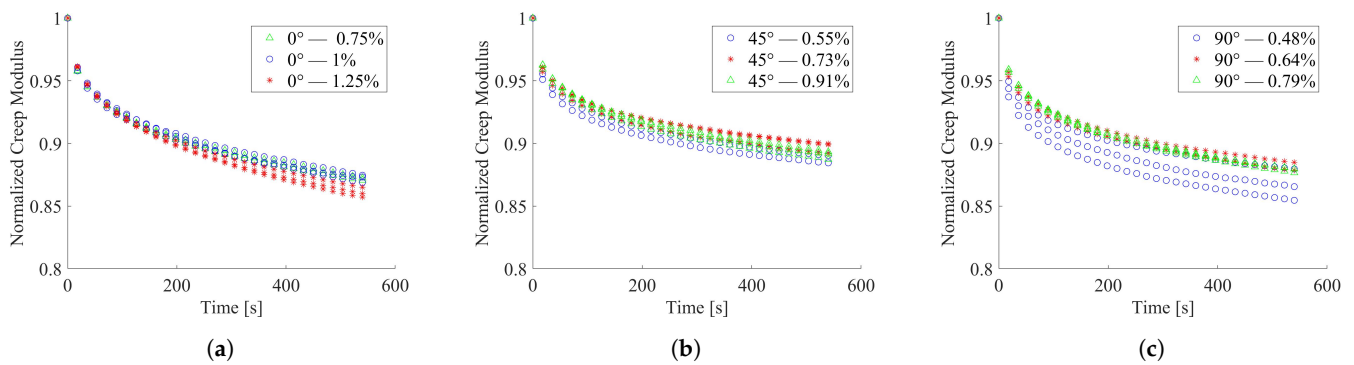 Normalized Creep Modulus
1
0.95
0.9
0.85
0.8
0
200
400
600
Time [s]
0° — 0.75%
0° — 1%
0° — 1.25%
(a)
Normalized Creep Modulus
1
0.95
0.9
0.85
0.8
0
200
400
600
Time [s]
45° — 0.55%
45° — 0.73%
45° — 0.91%
(b)
Normalized Creep Modulus
1
0.95
0.9
0.85
0.8
0
200
400
600
Time [s]
90° — 0.48%
90° — 0.64%
90° — 0.79%
(c)